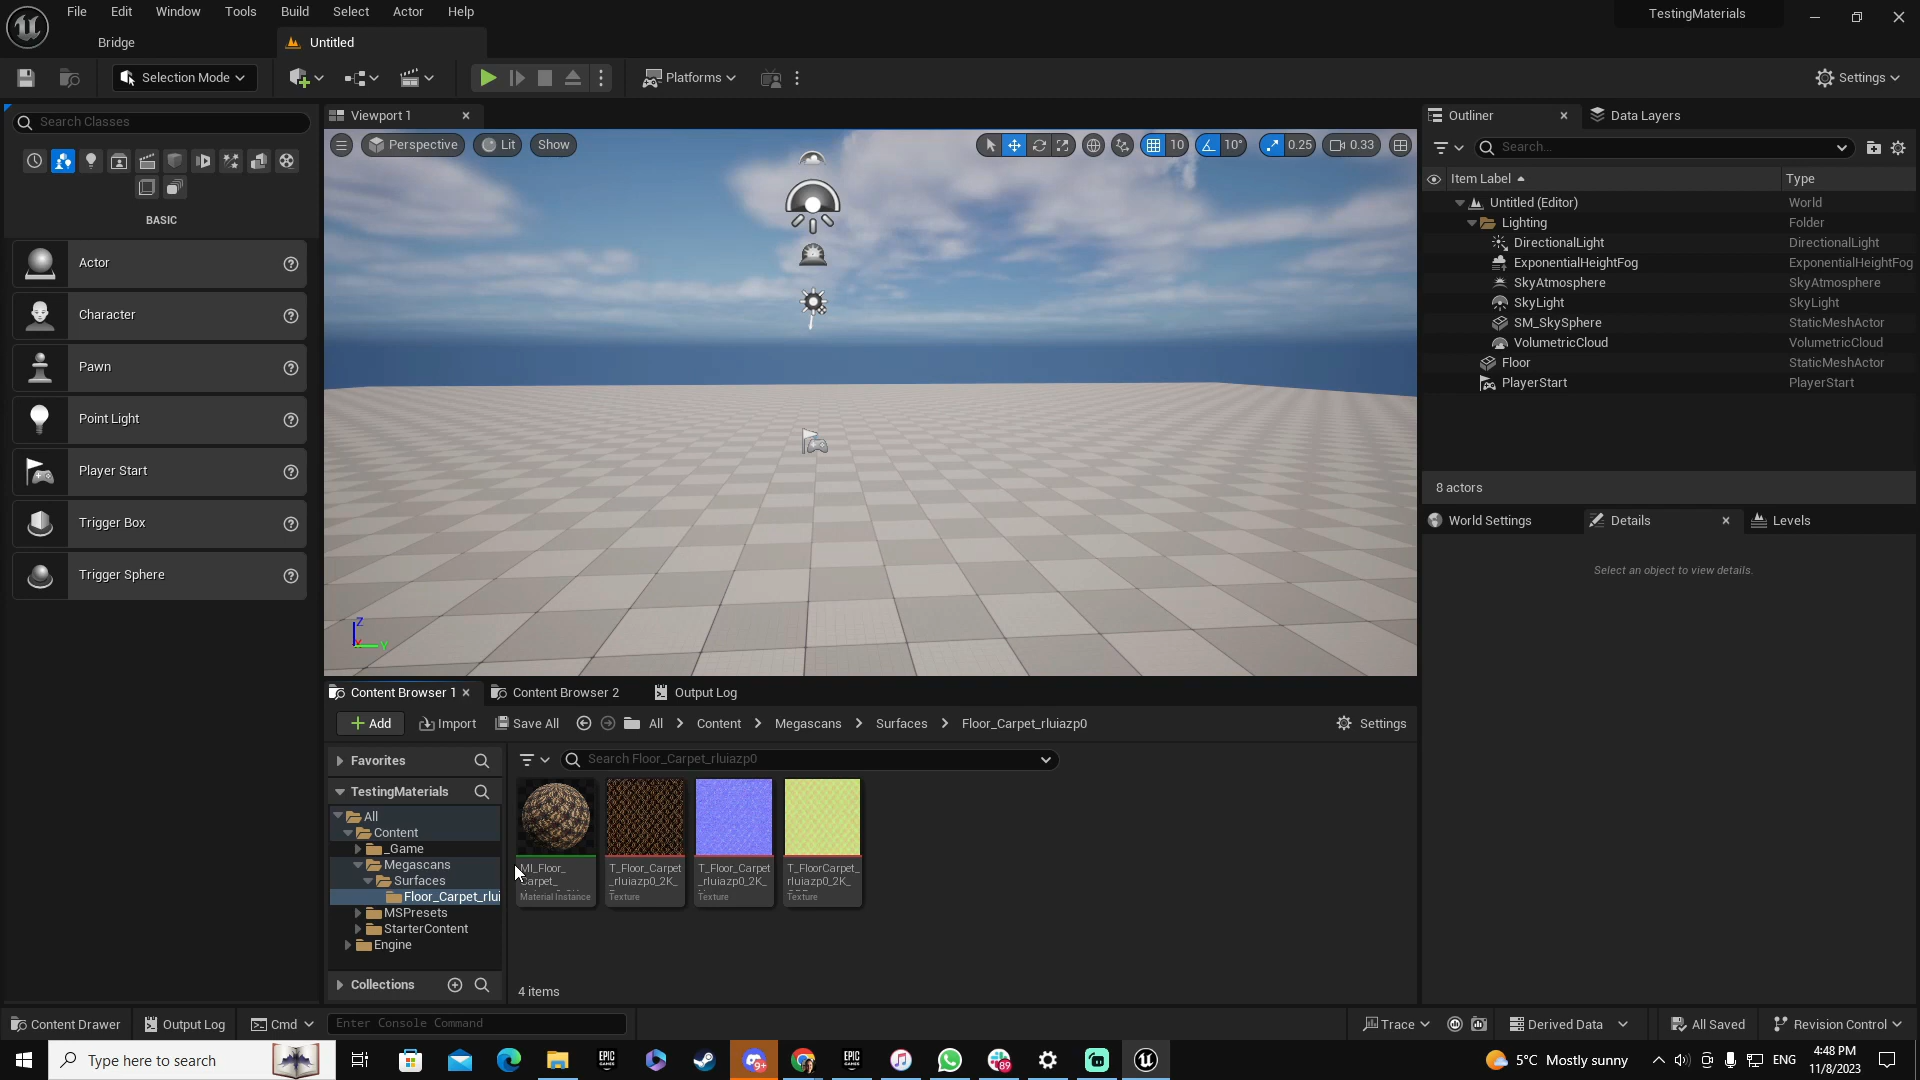 File Edit Window Tools Build Select Actor Help
TestingMaterials
Bridge
Untitled
Selection Mode
Platforms
Settings
Search Classes
BASIC
Actor
Character
Pawn
Point Light
Player Start
Trigger Box
Trigger Sphere
Viewport 1
Perspective
Lit
Show
10
10°
0.25
0.33
Z
Y
Outliner
Data Layers
Search...
Item Label Type
Untitled (Editor) World
Lighting Folder
DirectionalLight DirectionalLight
ExponentialHeightFog ExponentialHeightFog
SkyAtmosphere SkyAtmosphere
SkyLight SkyLight
SM_SkySphere StaticMeshActor
VolumetricCloud VolumetricCloud
Floor StaticMeshActor
PlayerStart PlayerStart
8 actors
World Settings
Details
Levels
Select an object to view details.
Content Browser 1
Content Browser 2
Output Log
Add
Import
Save All
All > Content > Megascans > Surfaces > Floor_Carpet_rluiazp0
Settings
Favorites
TestingMaterials
All
Content
_Game
Megascans
Surfaces
Floor_Carpet_rlui
MSPresets
StarterContent
Engine
Collections
Search Floor_Carpet_rluiazp0
MI_Floor_
Carpet_
Material Instance
T_Floor_Carpet
_rluiazp0_2K_
Texture
T_Floor_Carpet
_rluiazp0_2K_
Texture
T_FloorCarpet_
rluiazp0_2K_
Texture
4 items
Content Drawer
Output Log
Cmd
Enter Console Command
Trace
Derived Data
All Saved
Revision Control
Type here to search
EPIC
GAMES
9+
EPIC
GAMES
89
5°C Mostly sunny
ENG
4:48 PM
11/8/2023